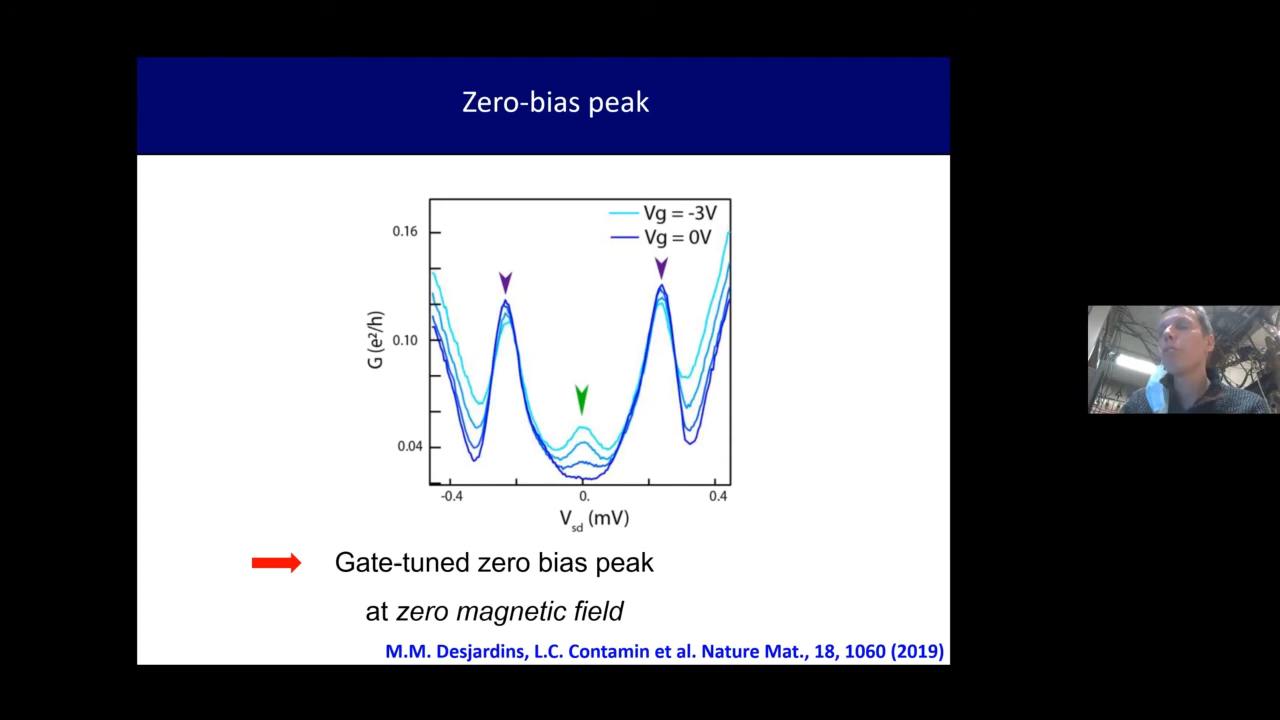 Zero-bias peak
Vg = -3V
Vg = 0V
0.16
0.10
0.04
G (e²/h)
-0.4
0.
0.4
Vsd (mV)
Gate-tuned zero bias peak
at zero magnetic field
M.M. Desjardins, L.C. Contamin et al. Nature Mat., 18, 1060 (2019)